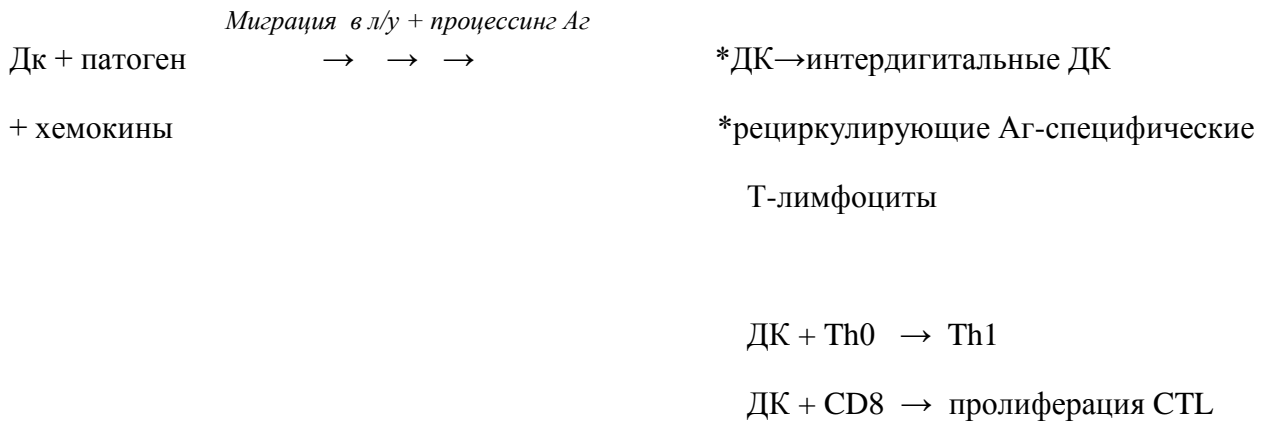 Миграция в л/у + процессинг Аг
Дк + патоген → → → *ДК→интердигитальные ДК
+ хемокины *рециркулирующие Аг-специфические
Т-лимфоциты
ДК + Th0 → Th1
ДК + CD8 → пролиферация CTL